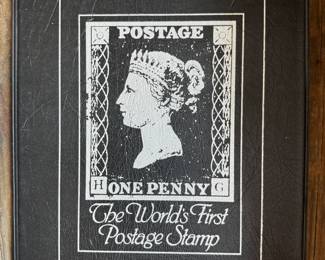 POSTAGE
H ONE PENNY G
The World's First
Postage Stamp